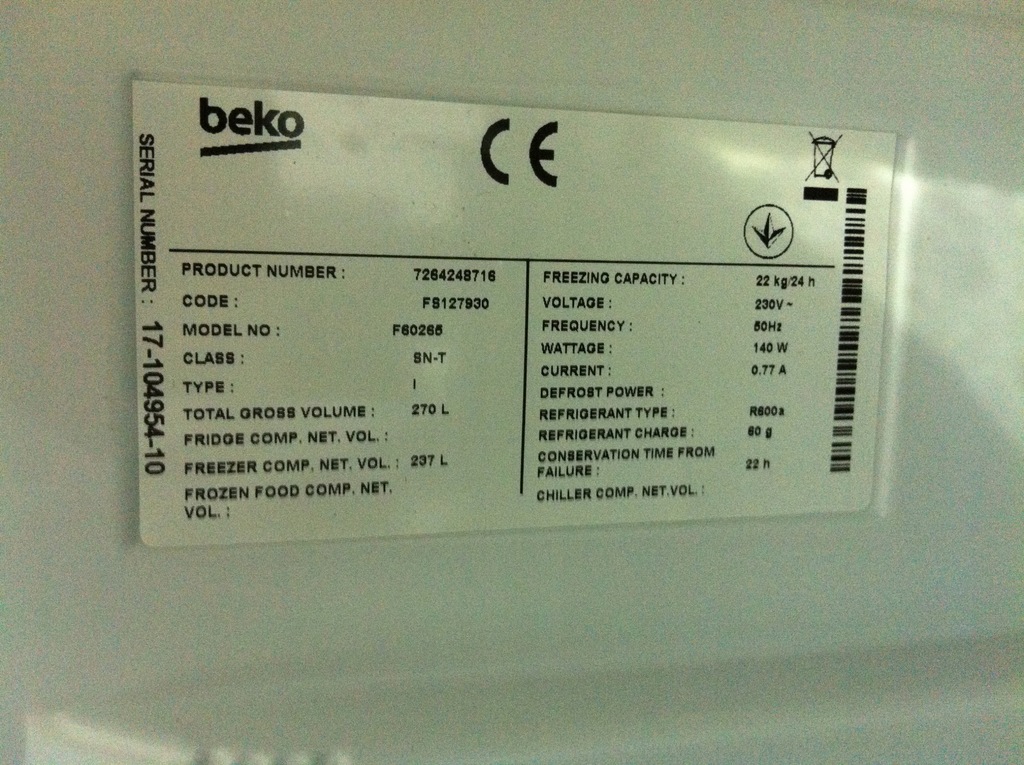 beko
CE
SERIAL NUMBER : 17-104954-10
PRODUCT NUMBER : 7264248716
CODE : FS127930
MODEL NO : F60265
CLASS : SN-T
TYPE : I
TOTAL GROSS VOLUME : 270 L
FRIDGE COMP. NET. VOL. :
FREEZER COMP. NET. VOL. : 237 L
FROZEN FOOD COMP. NET.
VOL. :
FREEZING CAPACITY : 22 kg/24 h
VOLTAGE : 230V ~
FREQUENCY : 50Hz
WATTAGE : 140 W
CURRENT : 0.77 A
DEFROST POWER :
REFRIGERANT TYPE : R600a
REFRIGERANT CHARGE : 60 g
CONSERVATION TIME FROM
FAILURE : 22 h
CHILLER COMP. NET.VOL. :